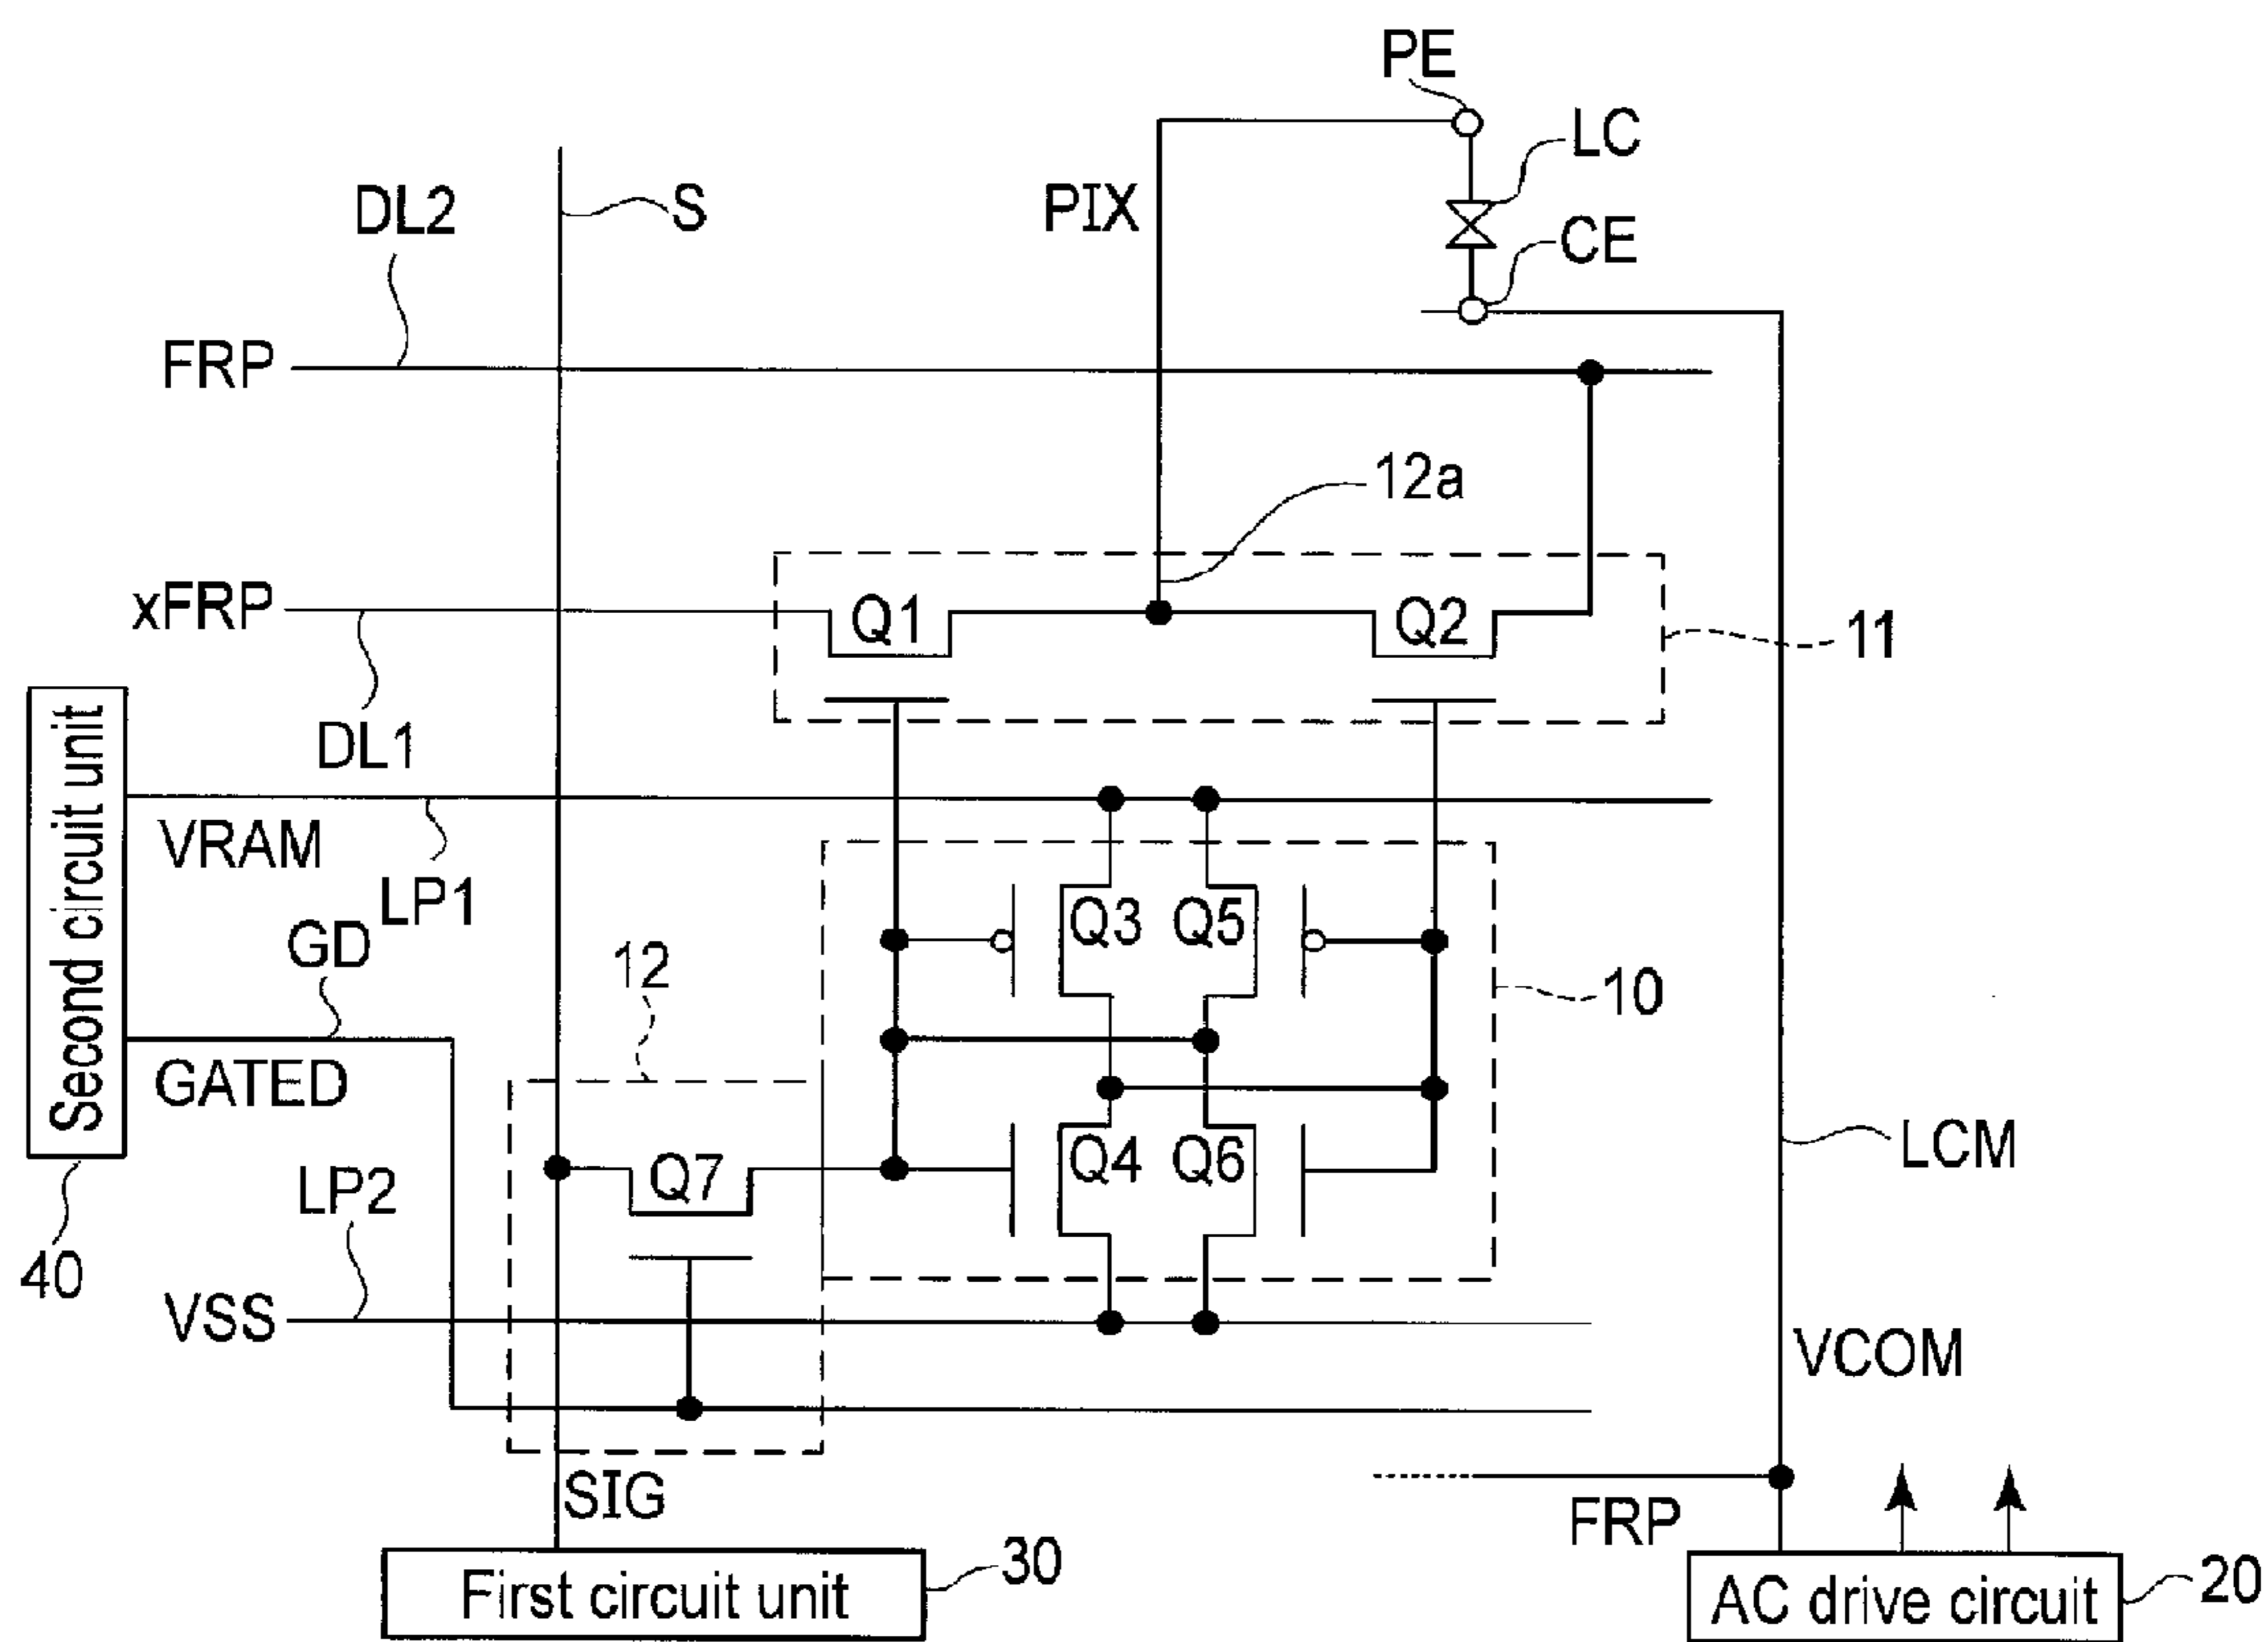 PE
LC
DL2
S
PIX
CE
FRP
12a
xFRP
Q1
Q2
11
DL1
Second circuit unit
VRAM
LP1
Q3
Q5
GD
12
10
GATED
LP2
Q7
Q4
Q6
LCM
40
VSS
VCOM
SIG
FRP
First circuit unit
30
AC drive circuit
20